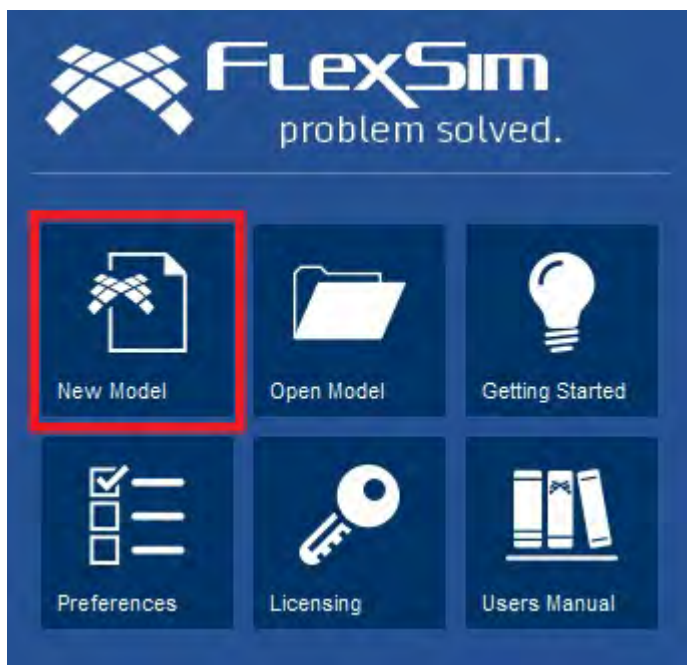 FlexSim
problem solved.
New Model
Open Model
Getting Started
Preferences
Licensing
Users Manual